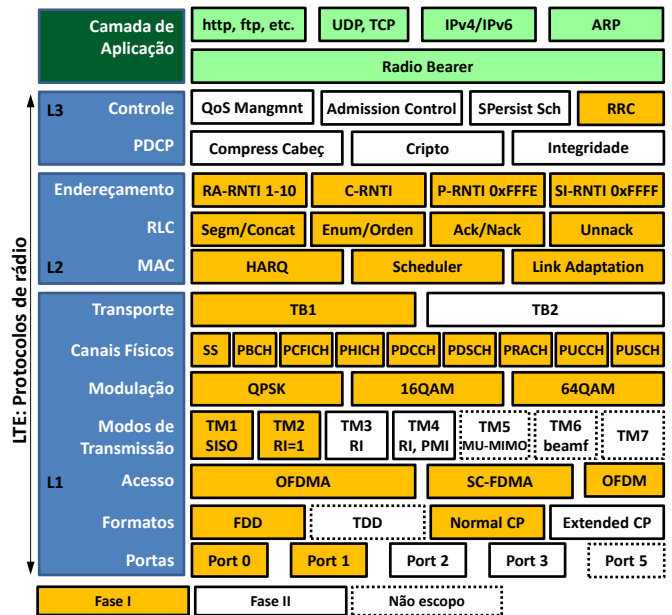 Camada de
Aplicação
http, ftp, etc.
UDP, TCP
IPv4/IPv6
ARP
Radio Bearer
LTE: Protocolos de rádio
L3
Controle
QoS Mangmnt
Admission Control
SPersist Sch
RRC
PDCP
Compress Cabeç
Cripto
Integridade
Endereçamento
RA-RNTI 1-10
C-RNTI
P-RNTI 0xFFFE
SI-RNTI 0xFFFF
RLC
Segm/Concat
Enum/Orden
Ack/Nack
Unnack
L2
MAC
HARQ
Scheduler
Link Adaptation
Transporte
TB1
TB2
Canais Físicos
SS
PBCH
PCFICH
PHICH
PDCCH
PDSCH
PRACH
PUCCH
PUSCH
Modulação
QPSK
16QAM
64QAM
Modos de
Transmissão
TM1
SISO
TM2
RI=1
TM3
RI
TM4
RI, PMI
TM5
MU-MIMO
TM6
beamf
TM7
L1
Acesso
OFDMA
SC-FDMA
OFDM
Formatos
FDD
TDD
Normal CP
Extended CP
Portas
Port 0
Port 1
Port 2
Port 3
Port 5
Fase I
Fase II
Não escopo